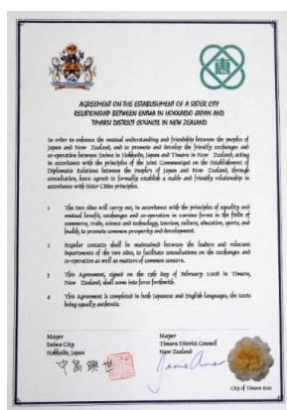 AGREEMENT ON THE ESTABLISHMENT OF A SISTER CITY
RELATIONSHIP BETWEEN ENIWA IN HOKKAIDO JAPAN AND
TIMARU DISTRICT COUNCIL IN NEW ZEALAND
In order to enhance the mutual understanding and friendship between the peoples of
Japan and New Zealand, and to promote and develop the friendly exchanges and
co-operation between Eniwa in Hokkaido, Japan and Timaru in New Zealand, acting
in accordance with the principles of the Joint Communique on the Establishment of
Diplomatic Relations between the People's of Japan and New Zealand, through
consultation, have agreed to formally establish a stable and friendly relationship in
accordance with Sister Cities principles.
1 The two sides will carry out, in accordance with the principles of equality and
mutual benefit, exchanges and co-operation in various forms in the fields of
commerce, trade, science and technology, tourism, culture, education, sports, and
health, to promote common prosperity and development.
2 Regular contacts shall be maintained between the leaders and relevant
departments of the two sides, to facilitate consultations on the exchanges and
co-operation as well as matters of common concern.
3 This Agreement, signed on the day of February 2008 in Timaru,
New Zealand, shall come into force forthwith.
4 This Agreement is completed in both Japanese and English languages, the texts
being equally authentic.
Mayor
Eniwa City
Hokkaido, Japan
中島興世
Mayor
Timaru District Council
New Zealand
City of Timaru